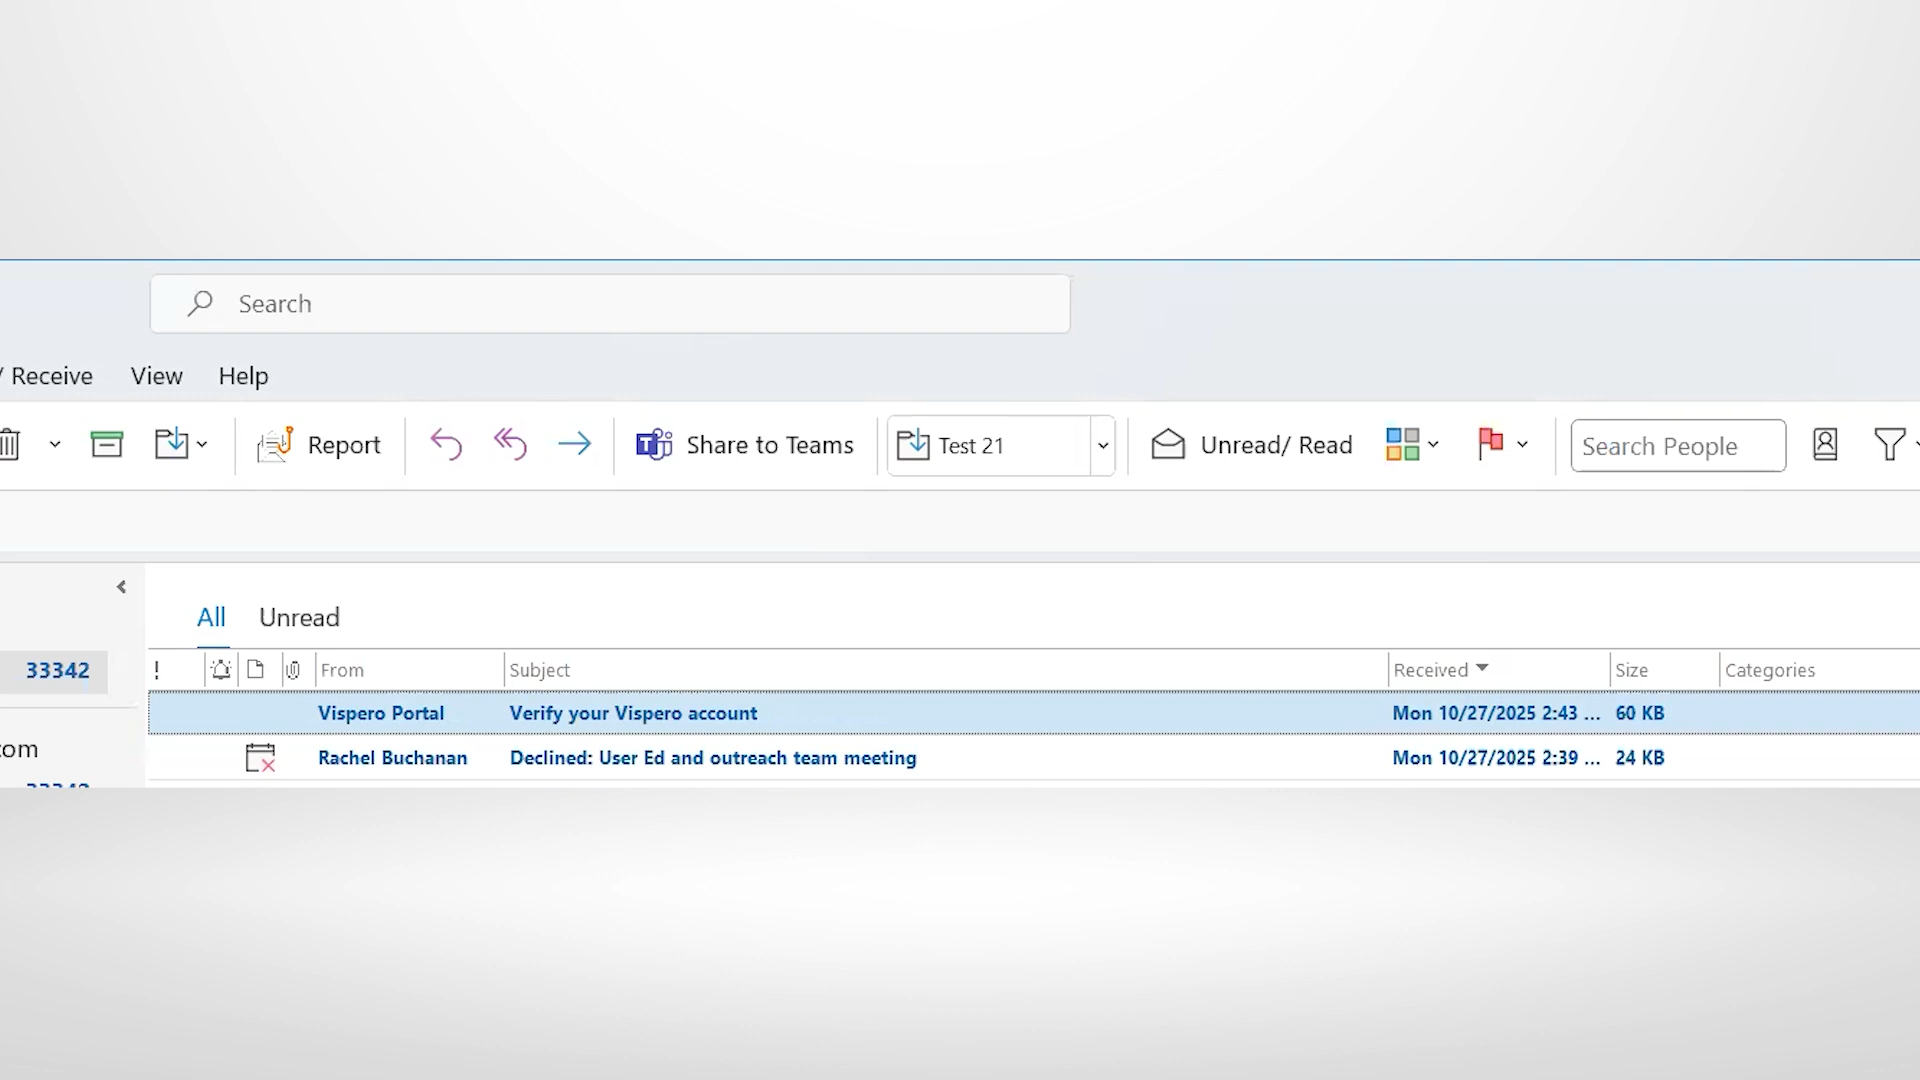 Search
/ Receive View Help
Report Share to Teams Test 21 Unread/ Read Search People
All Unread
33342 ! From Subject Received Size Categories
Vispero Portal Verify your Vispero account Mon 10/27/2025 2:43 ... 60 KB
com Rachel Buchanan Declined: User Ed and outreach team meeting Mon 10/27/2025 2:39 ... 24 KB